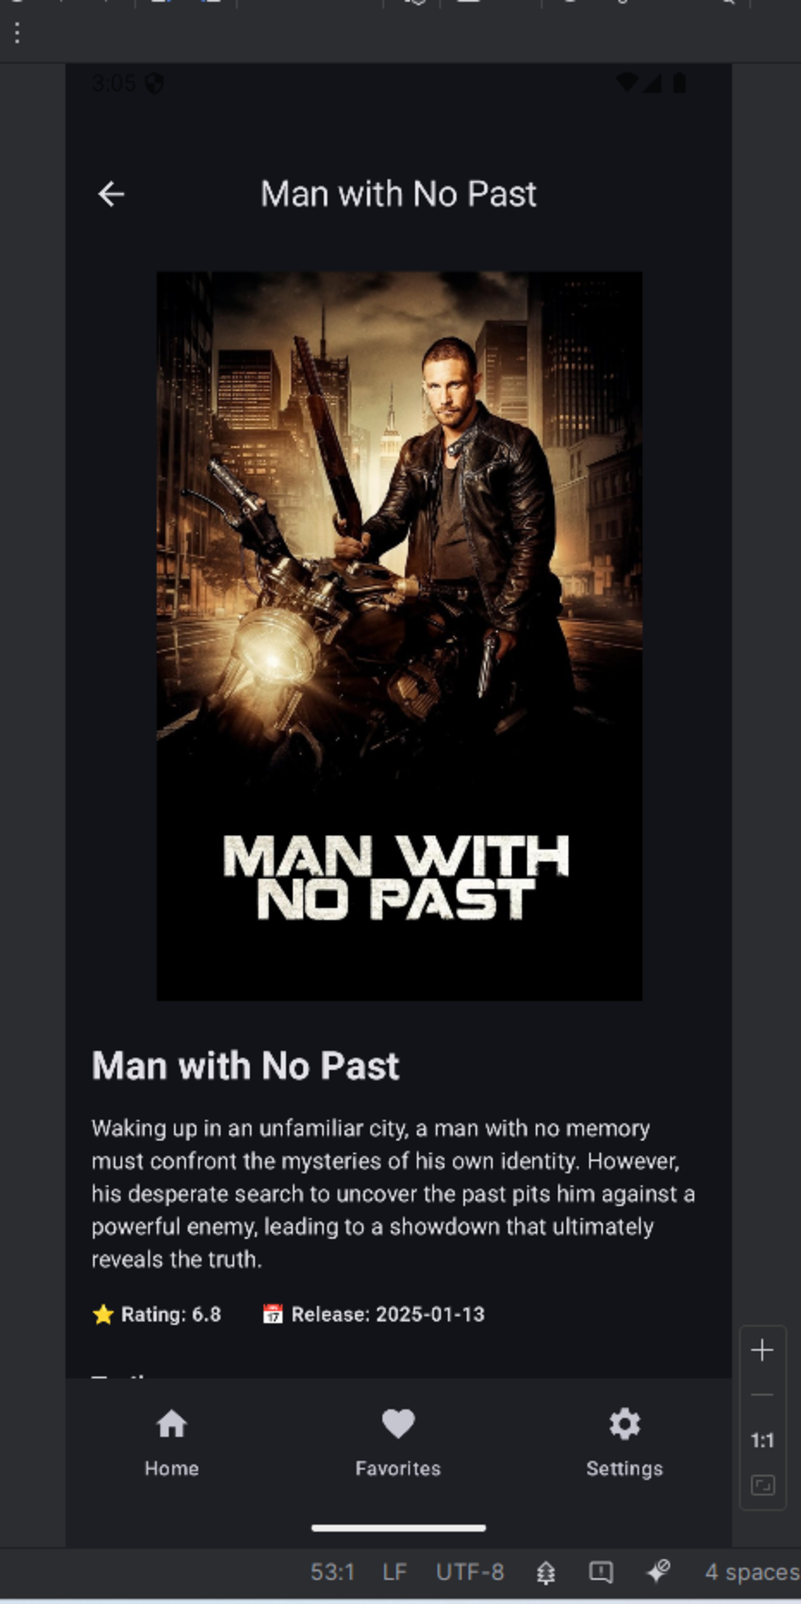 3:05
Man with No Past
MAN WITH
NO PAST
Man with No Past
Waking up in an unfamiliar city, a man with no memory
must confront the mysteries of his own identity. However,
his desperate search to uncover the past pits him against a
powerful enemy, leading to a showdown that ultimately
reveals the truth.
⭐ Rating: 6.8 📅 Release: 2025-01-13
Home Favorites Settings
1:1
53:1 LF UTF-8 4 spaces